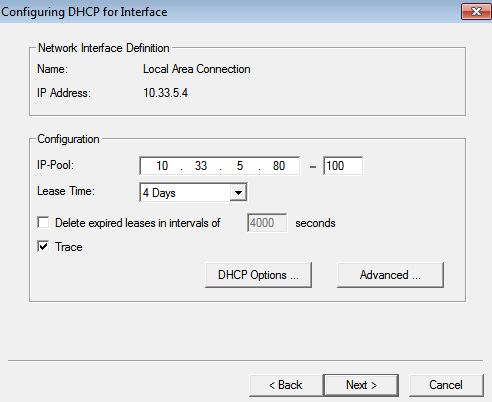 Configuring DHCP for Interface
Network Interface Definition
Name: Local Area Connection
IP Address: 10.33.5.4
Configuration
IP-Pool: 10 . 33 . 5 . 80 – 100
Lease Time: 4 Days
Delete expired leases in intervals of 4000 seconds
Trace
DHCP Options ... Advanced ...
< Back Next > Cancel